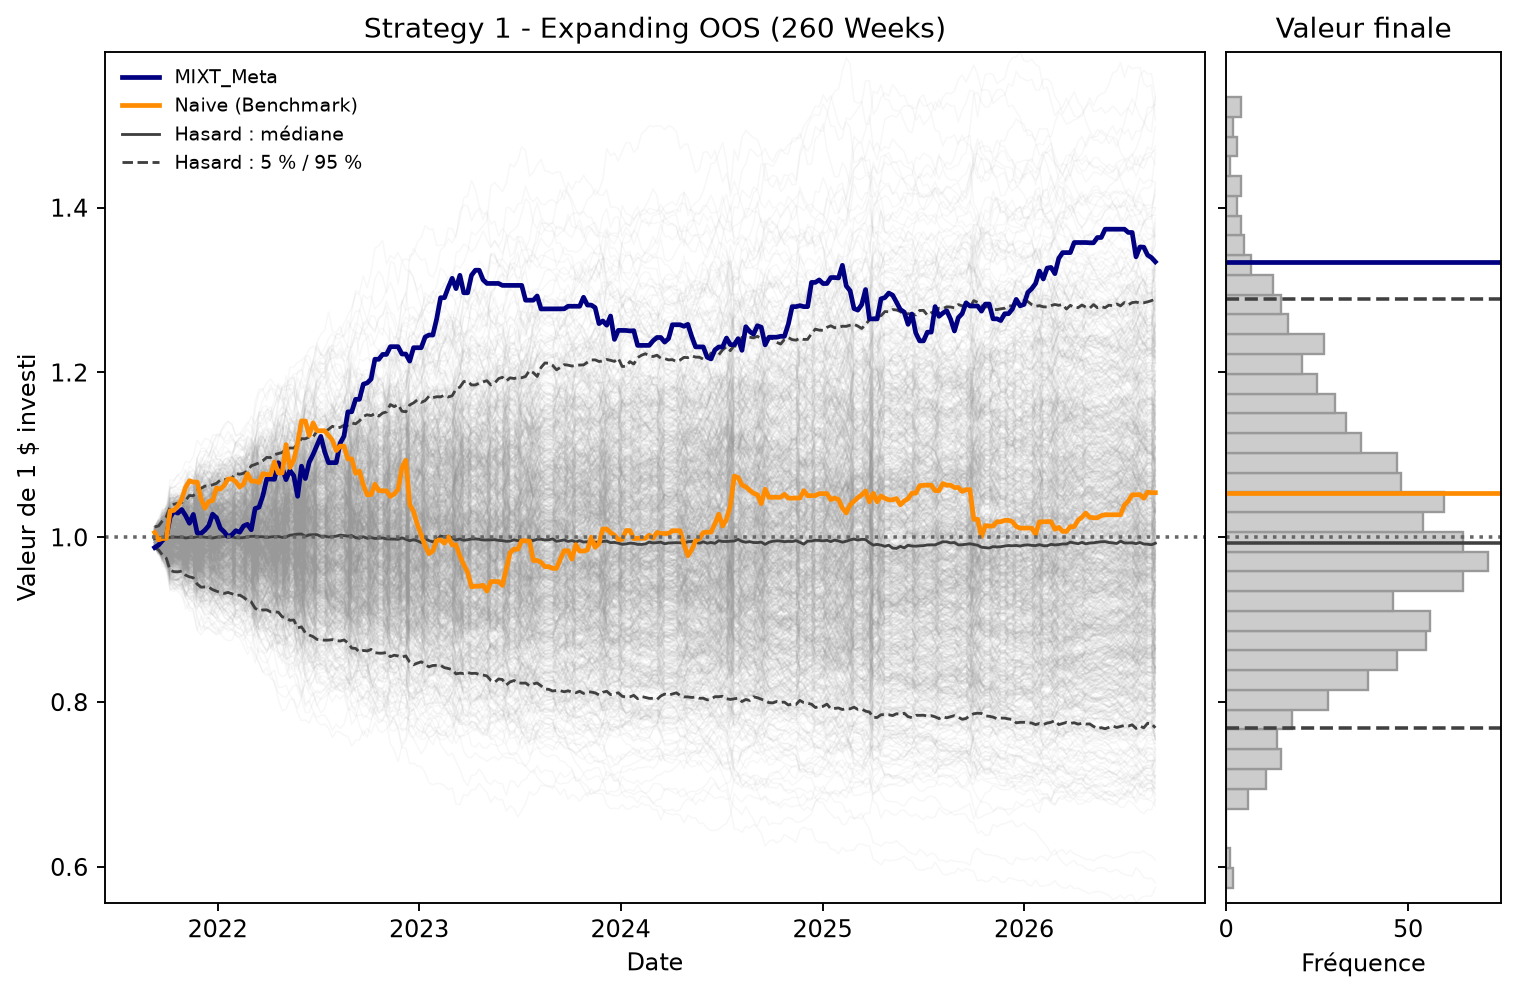 Strategy 1 - Expanding OOS (260 Weeks)
Valeur finale
MIXT_Meta
Naive (Benchmark)
Hasard : médiane
Hasard : 5 % / 95 %
Valeur de 1 $ investi
1.4
1.2
1.0
0.8
0.6
2022
2023
2024
2025
2026
Date
0
50
Fréquence